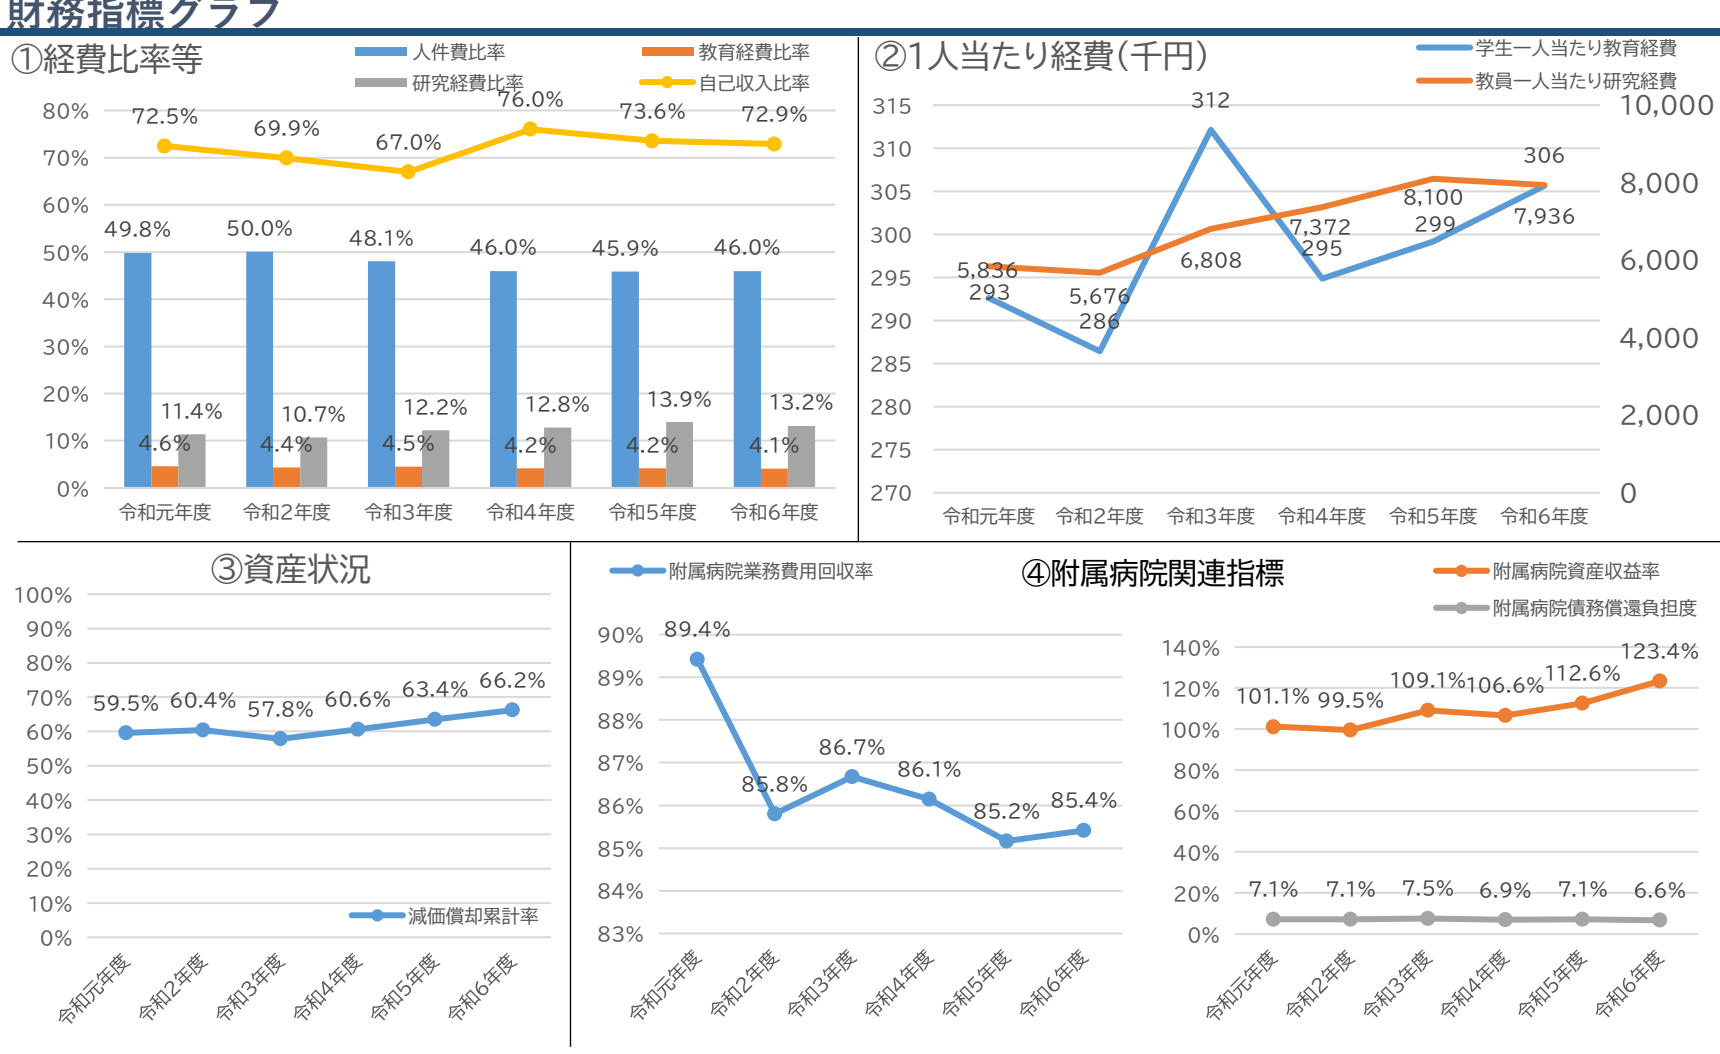 財務指標グラフ
①経費比率等
人件費比率
教育経費比率
研究経費比率
自己収入比率
80%
70%
60%
50%
40%
30%
20%
10%
0%
72.5%
69.9%
67.0%
76.0%
73.6%
72.9%
49.8%
50.0%
48.1%
46.0%
45.9%
46.0%
11.4%
10.7%
12.2%
12.8%
13.9%
13.2%
4.6%
4.4%
4.5%
4.2%
4.2%
4.1%
令和元年度
令和2年度
令和3年度
令和4年度
令和5年度
令和6年度
②1人当たり経費(千円)
学生一人当たり教育経費
教員一人当たり研究経費
315
310
305
300
295
290
285
280
275
270
10,000
8,000
6,000
4,000
2,000
0
312
306
5,836
293
5,676
286
6,808
7,372
295
8,100
299
7,936
令和元年度
令和2年度
令和3年度
令和4年度
令和5年度
令和6年度
③資産状況
100%
90%
80%
70%
60%
50%
40%
30%
20%
10%
0%
59.5%
60.4%
57.8%
60.6%
63.4%
66.2%
減価償却累計率
令和元年度
令和2年度
令和3年度
令和4年度
令和5年度
令和6年度
④附属病院関連指標
附属病院業務費用回収率
90%
89%
88%
87%
86%
85%
84%
83%
89.4%
85.8%
86.7%
86.1%
85.2%
85.4%
令和元年度
令和2年度
令和3年度
令和4年度
令和5年度
令和6年度
附属病院資産収益率
附属病院債務償還負担度
140%
120%
100%
80%
60%
40%
20%
0%
101.1%
99.5%
109.1%
106.6%
112.6%
123.4%
7.1%
7.1%
7.5%
6.9%
7.1%
6.6%
令和元年度
令和2年度
令和3年度
令和4年度
令和5年度
令和6年度